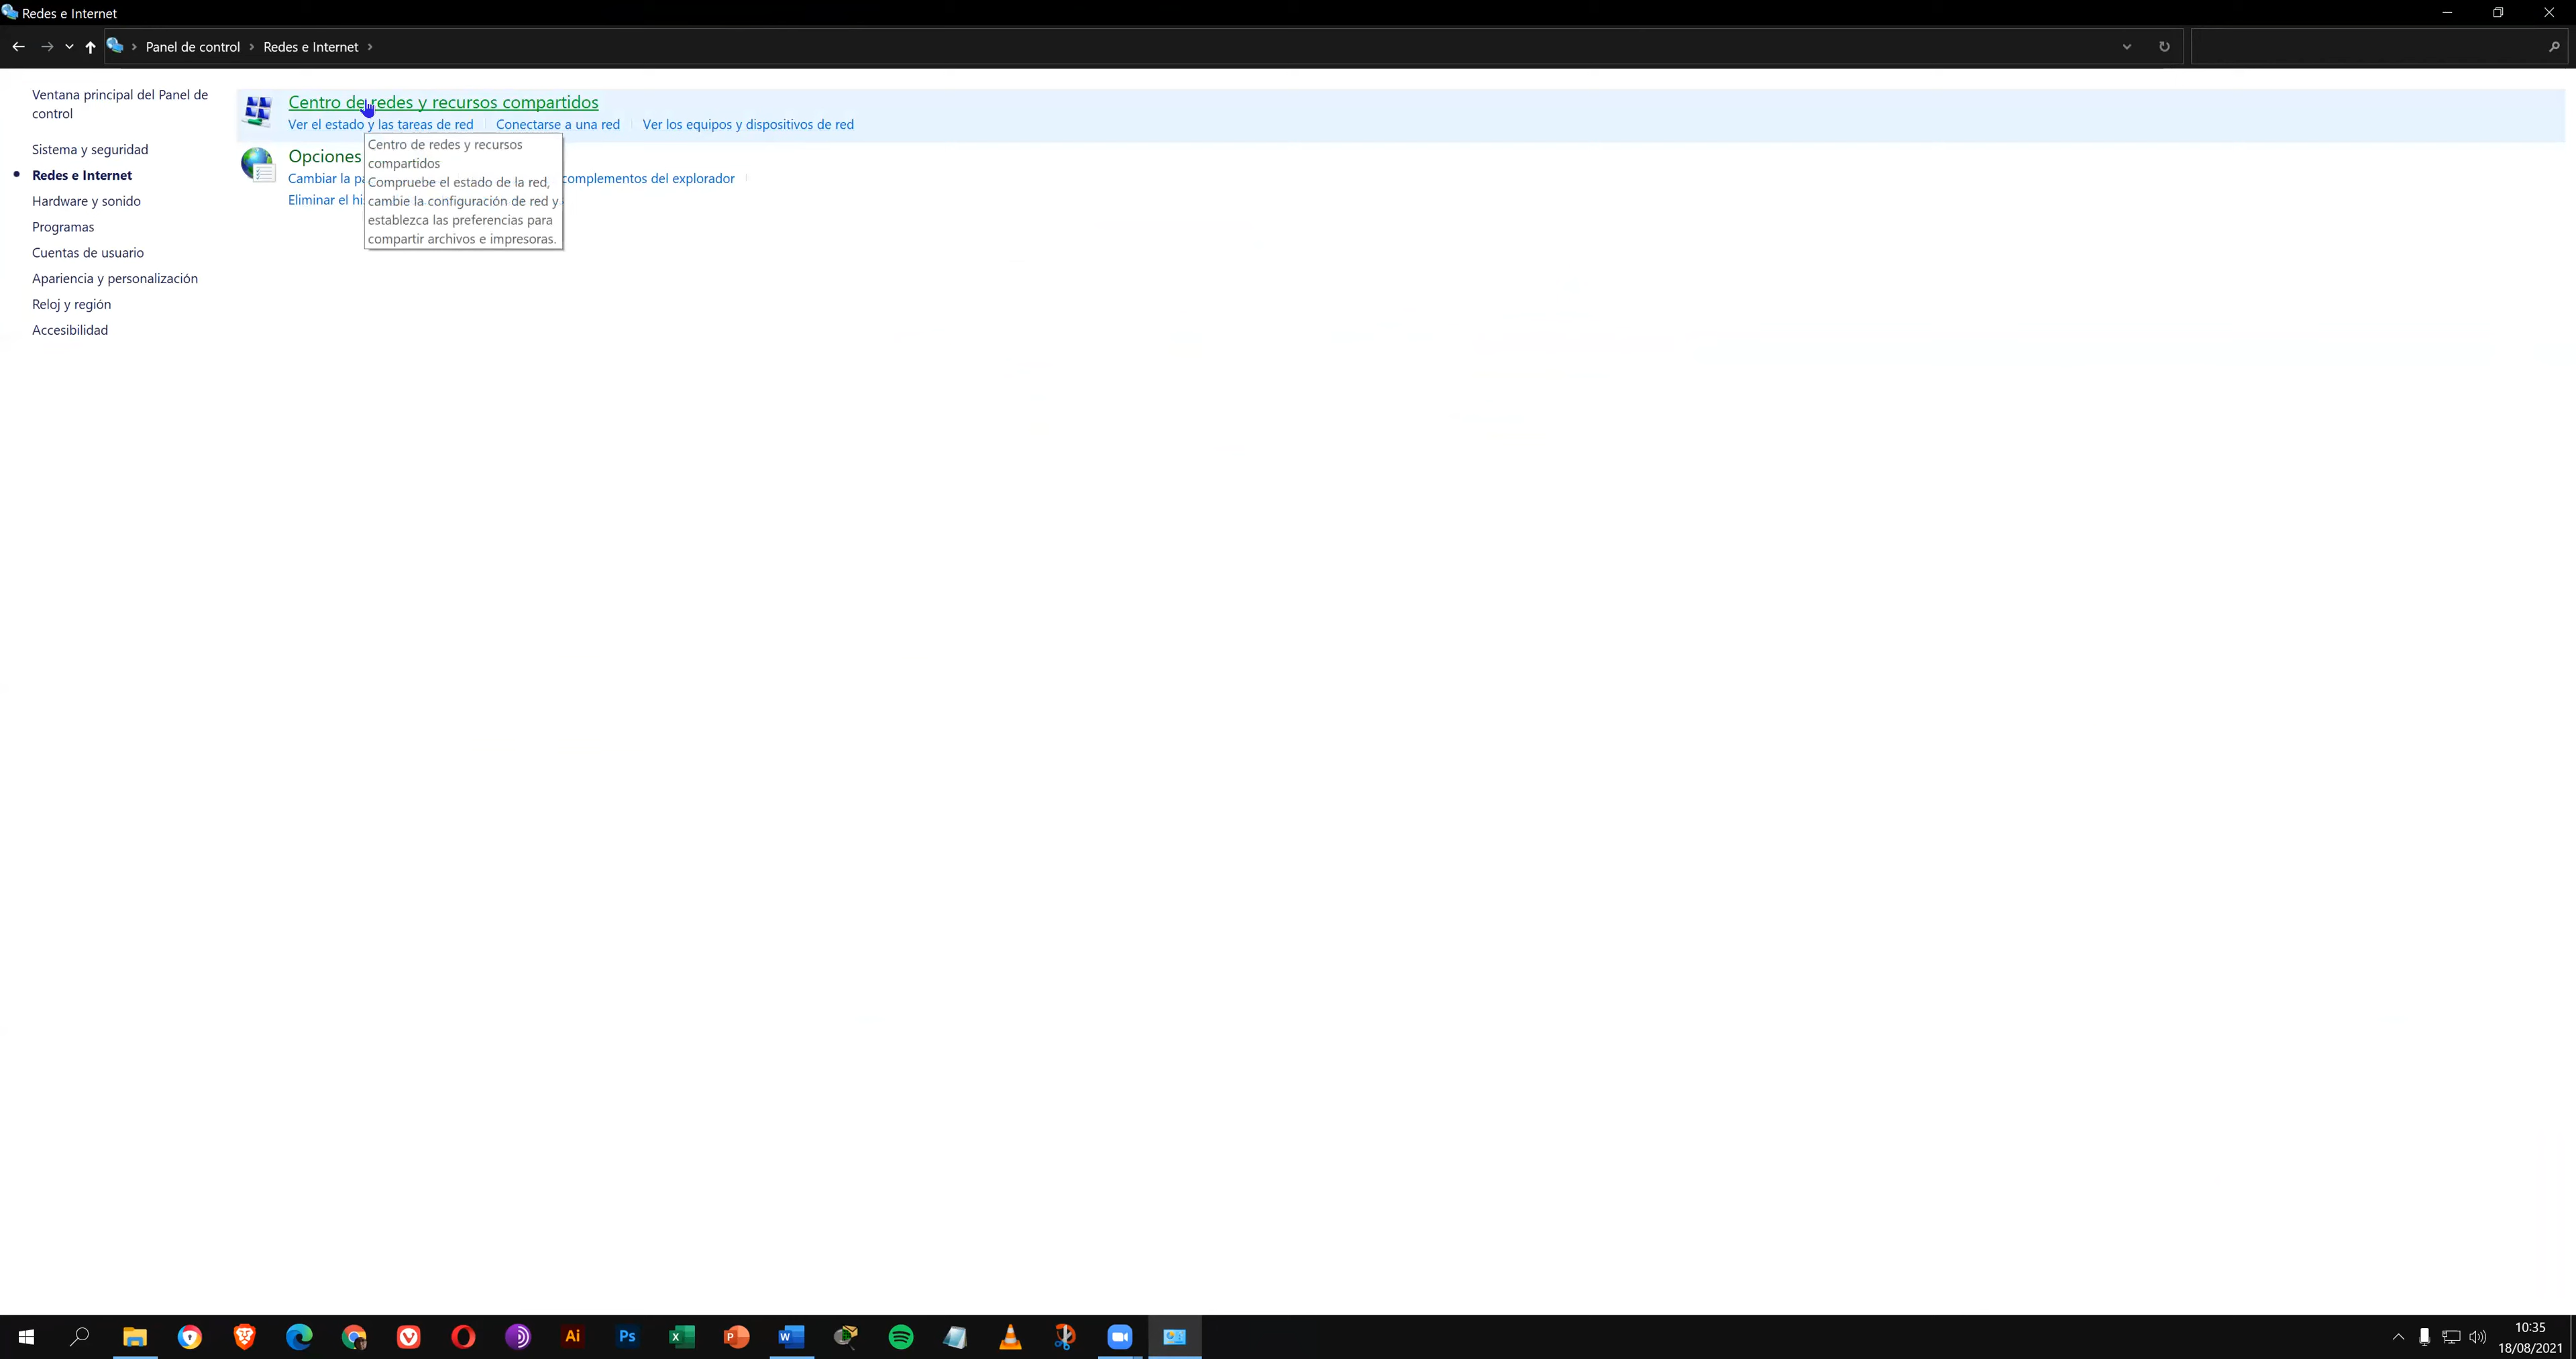 Redes e Internet
Panel de control
Redes e Internet
Ventana principal del Panel de
control
Sistema y seguridad
Redes e Internet
Hardware y sonido
Programas
Cuentas de usuario
Apariencia y personalización
Reloj y región
Accesibilidad
Centro de redes y recursos compartidos
Ver el estado y las tareas de red
Conectarse a una red
Ver los equipos y dispositivos de red
Opciones
Cambiar la
complementos del explorador
Eliminar el
Centro de redes y recursos
compartidos
Compruebe el estado de la red,
cambie la configuración de red y
establezca las preferencias para
compartir archivos e impresoras.
Ai
Ps
X
P
W
10:35
18/08/2021